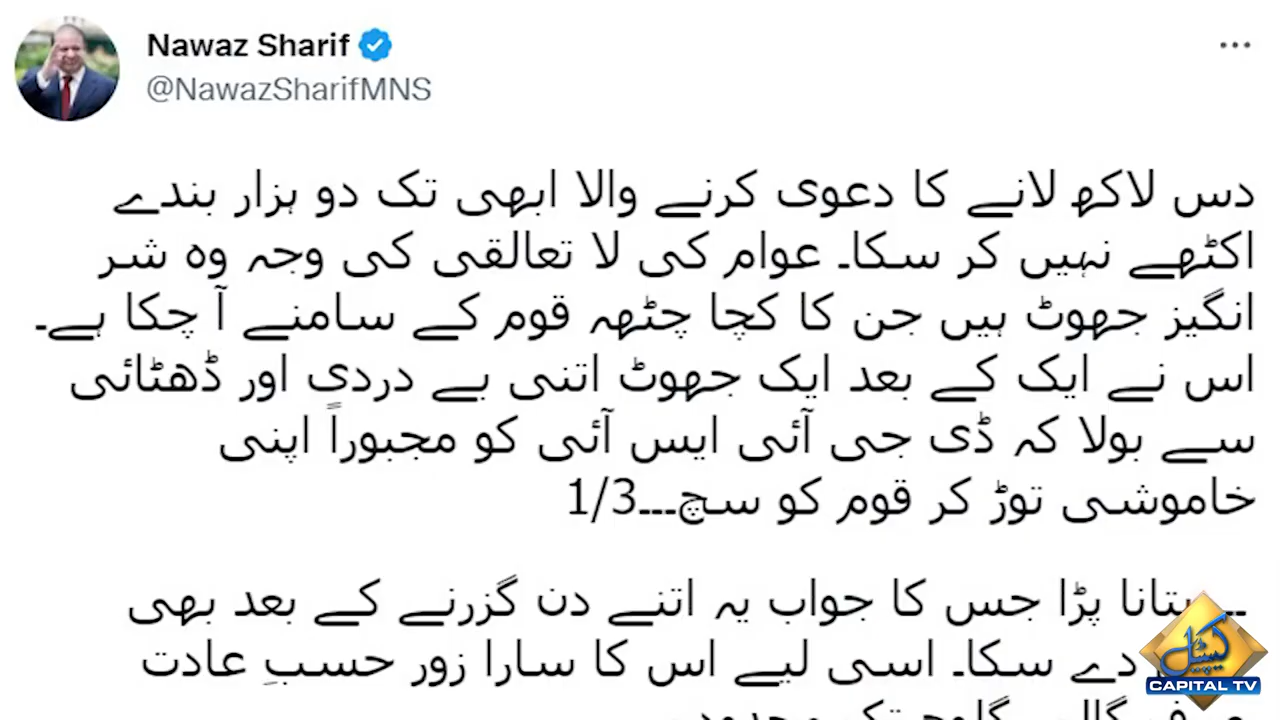 Nawaz Sharif
@NawazSharifMNS
دس لاکھ لانے کا دعوی کرنے والا ابھی تک دو ہزار بندے
اکٹھے نہیں کر سکا۔ عوام کی لا تعالقی کی وجہ وہ شر
انگیز جھوٹ ہیں جن کا کچا چٹھہ قوم کے سامنے آ چکا ہے۔
اس نے ایک کے بعد ایک جھوٹ اتنی بے دردی اور ڈھٹائی
سے بولا کہ ڈی جی آئی ایس آئی کو مجبوراً اپنی
خاموشی توڑ کر قوم کو سچ۔۔۔1/3
۔۔ بتانا پڑا جس کا جواب یہ اتنے دن گزرنے کے بعد بھی
دے سکا۔ اسی لیے اس کا سارا زور حسبِ عادت
کیپیٹل
CAPITAL TV